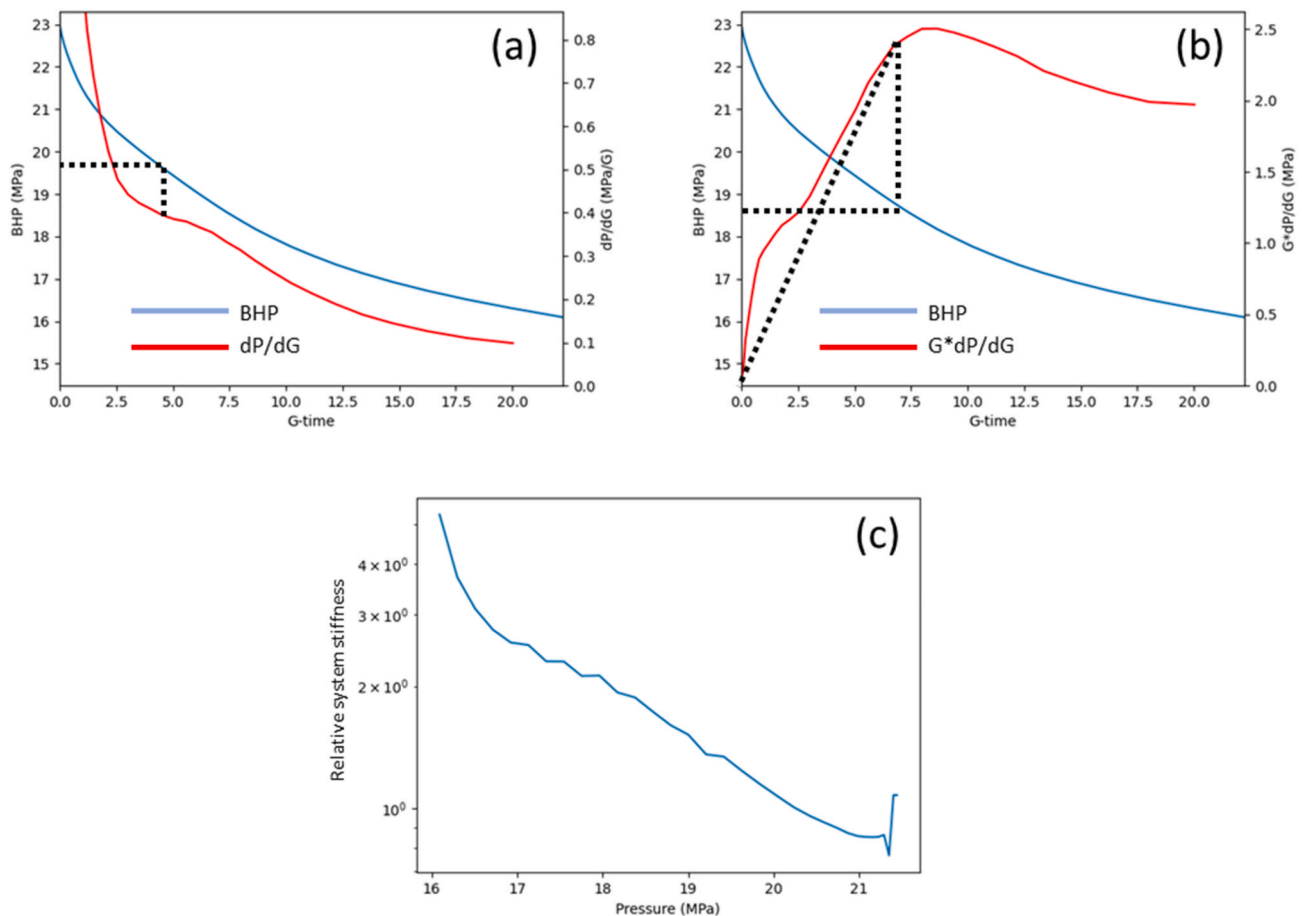 (a)
23
22
21
20
19
18
17
16
15
BHP (MPa)
0.8
0.7
0.6
0.5
0.4
0.3
0.2
0.1
0.0
dP/dG (MPa/G)
BHP
dP/dG
0.0 2.5 5.0 7.5 10.0 12.5 15.0 17.5 20.0
G-time
(b)
23
22
21
20
19
18
17
16
15
BHP (MPa)
2.5
2.0
1.5
1.0
0.5
0.0
G*dP/dG (MPa)
BHP
G*dP/dG
0.0 2.5 5.0 7.5 10.0 12.5 15.0 17.5 20.0
G-time
(c)
4 × 10⁰
3 × 10⁰
2 × 10⁰
10⁰
Relative system stiffness
16 17 18 19 20 21
Pressure (MPa)